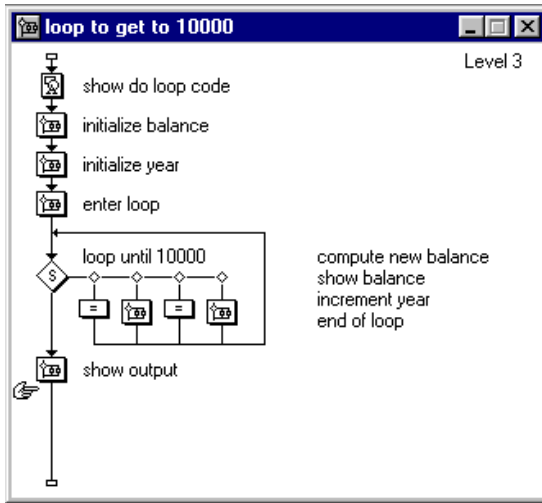 loop to get to 10000
Level 3
show do loop code
initialize balance
initialize year
enter loop
loop until 10000
S
= =
compute new balance
show balance
increment year
end of loop
show output